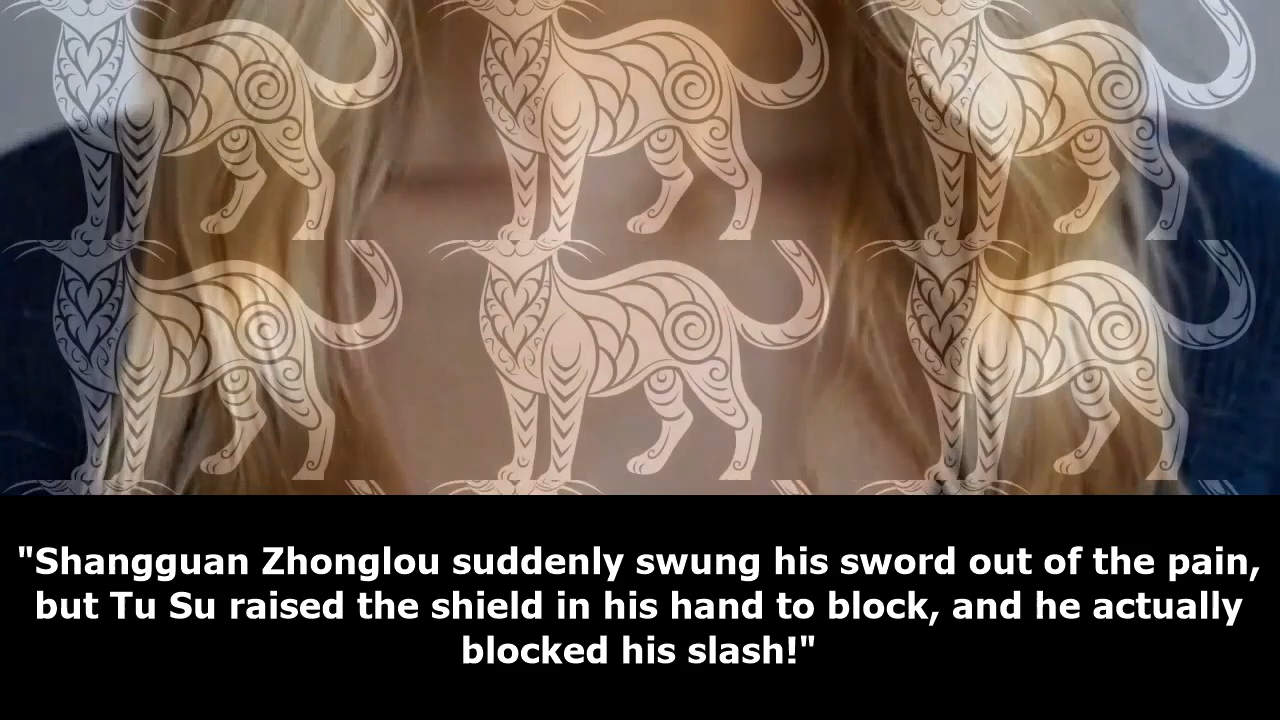 "Shangguan Zhonglou suddenly swung his sword out of the pain,
but Tu Su raised the shield in his hand to block, and he actually
blocked his slash!"